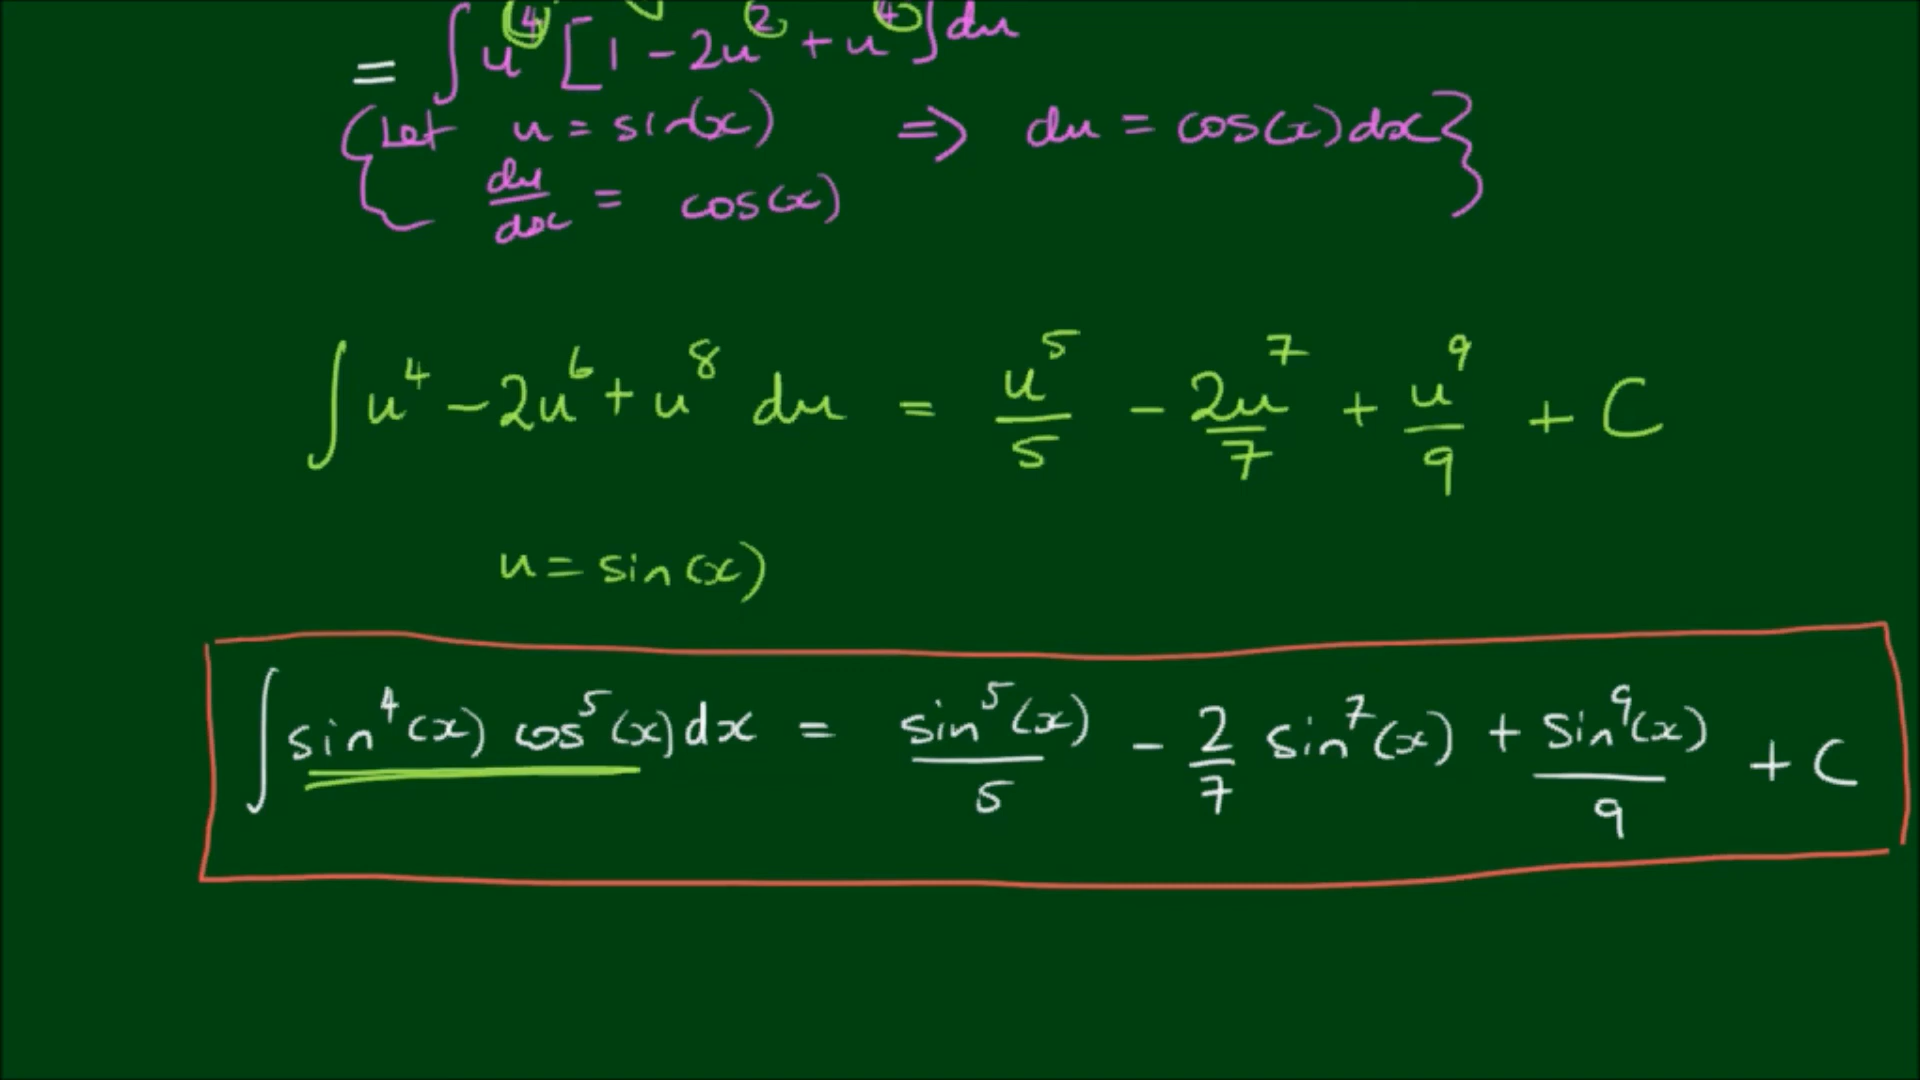 = ∫ u⁴ [1 - 2u² + u⁴] du
{Let u = sin(x) => du = cos(x) dx}
du/dx = cos(x)
∫ u⁴ - 2u⁶ + u⁸ du = u⁵/5 - 2u⁷/7 + u⁹/9 + C
u = sin(x)
∫ sin⁴(x) cos⁵(x) dx = sin⁵(x)/5 - 2/7 sin⁷(x) + sin⁹(x)/9 + C